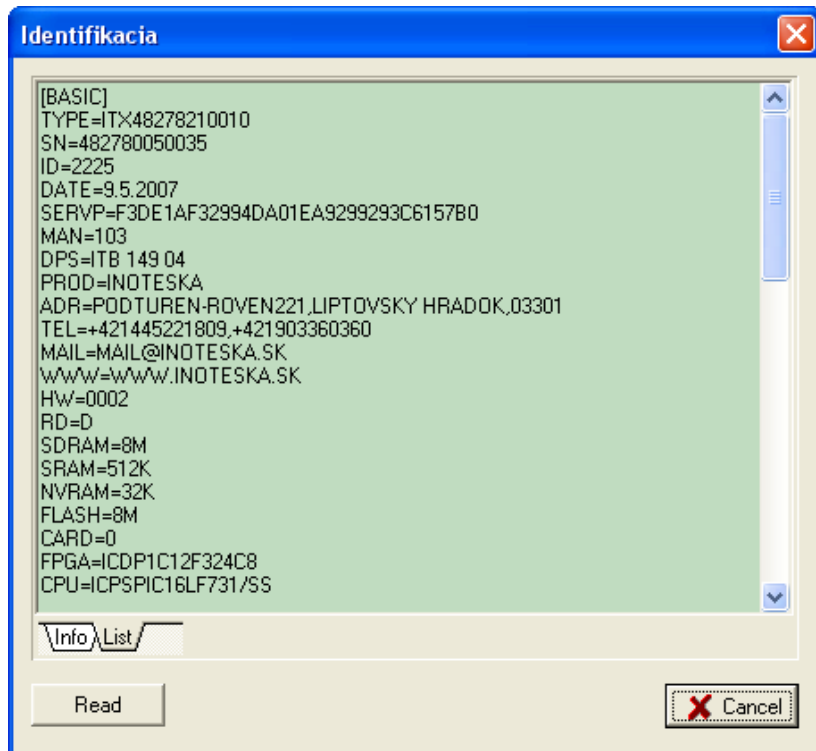 Identifikacia
[BASIC]
TYPE=ITX48278210010
SN=482780050035
ID=2225
DATE=9.5.2007
SERVP=F3DE1AF32994DA01EA9299293C6157B0
MAN=103
DPS=ITB 149 04
PROD=INOTESKA
ADR=PODTUREN-ROVEN221,LIPTOVSKY HRADOK,03301
TEL=+421445221809,+421903360360
MAIL=MAIL@INOTESKA.SK
WWW=WWW.INOTESKA.SK
HW=0002
RD=D
SDRAM=8M
SRAM=512K
NVRAM=32K
FLASH=8M
CARD=0
FPGA=ICDP1C12F324C8
CPU=ICPSPIC16LF731/SS
Info List
Read Cancel